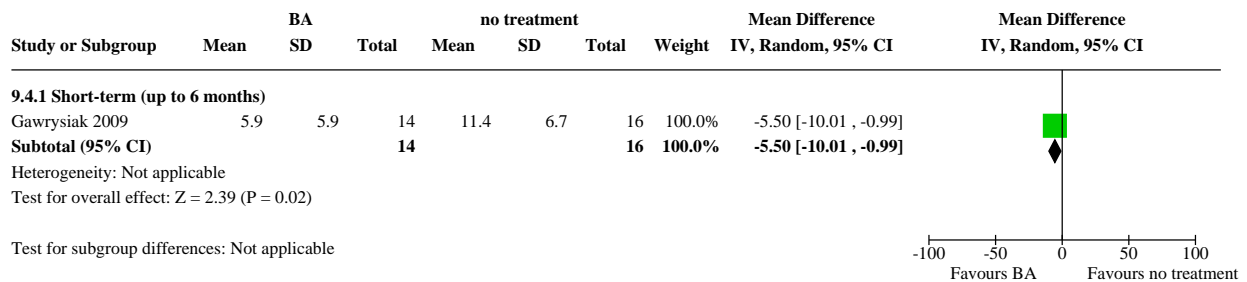 BA no treatment Mean Difference Mean Difference
Study or Subgroup Mean SD Total Mean SD Total Weight IV, Random, 95% CI IV, Random, 95% CI
9.4.1 Short-term (up to 6 months)
Gawrysiak 2009 5.9 5.9 14 11.4 6.7 16 100.0% -5.50 [-10.01 , -0.99]
Subtotal (95% CI) 14 16 100.0% -5.50 [-10.01 , -0.99]
Heterogeneity: Not applicable
Test for overall effect: Z = 2.39 (P = 0.02)
Test for subgroup differences: Not applicable
-100 -50 0 50 100
Favours BA Favours no treatment